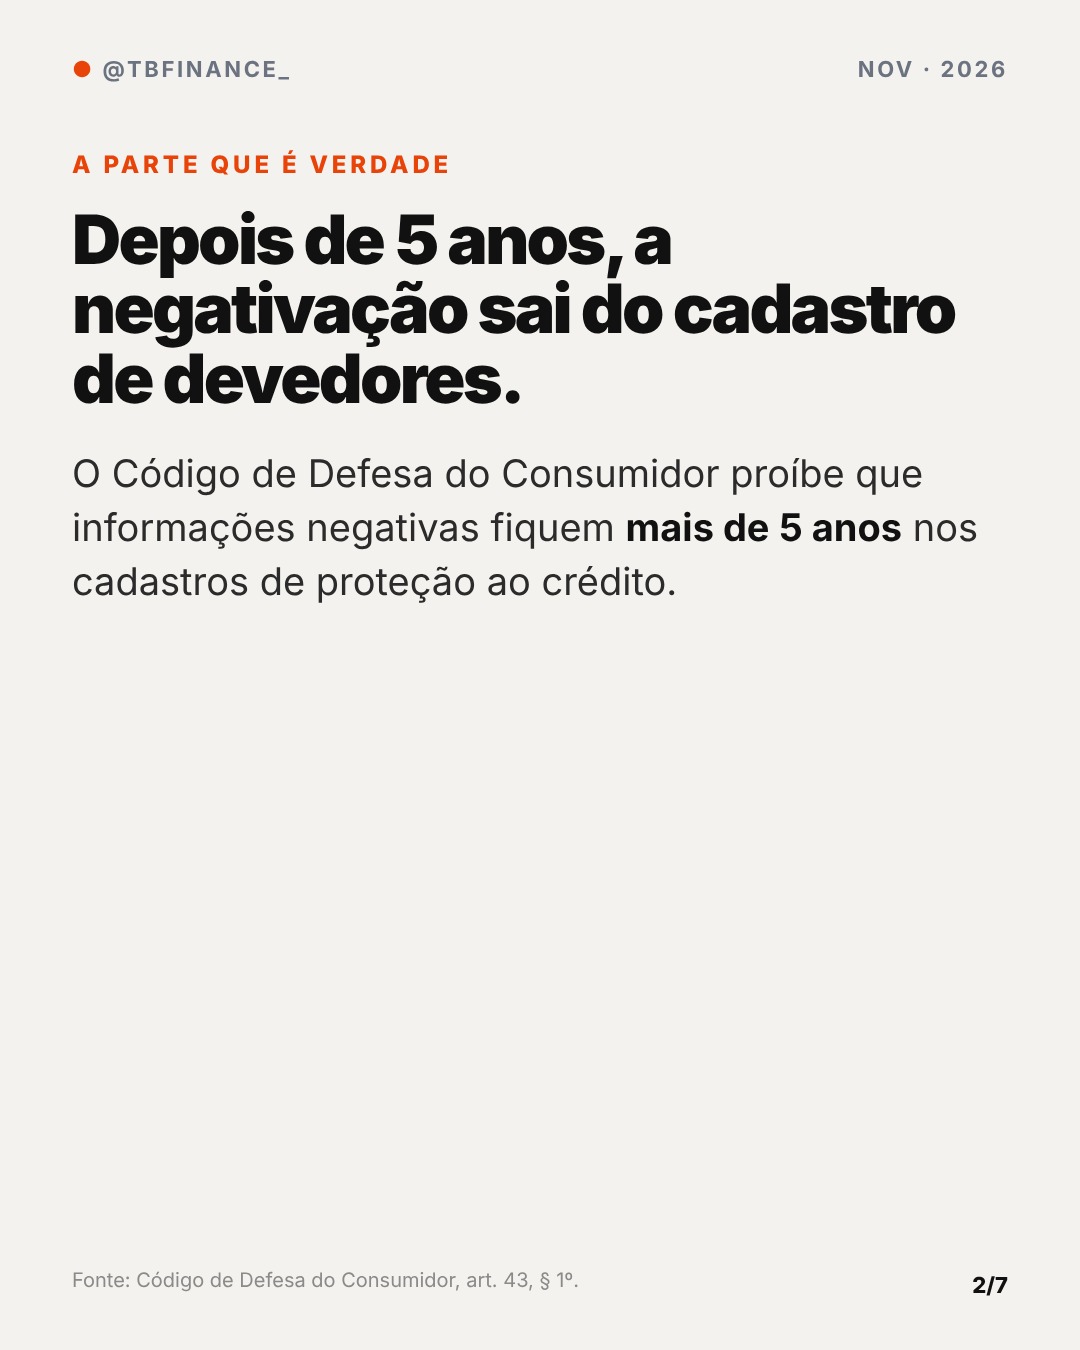 @TBFINANCE_
NOV · 2026
A PARTE QUE É VERDADE
Depois de 5 anos, a
negativação sai do cadastro
de devedores.
O Código de Defesa do Consumidor proíbe que
informações negativas fiquem mais de 5 anos nos
cadastros de proteção ao crédito.
Fonte: Código de Defesa do Consumidor, art. 43, § 1º.
2/7